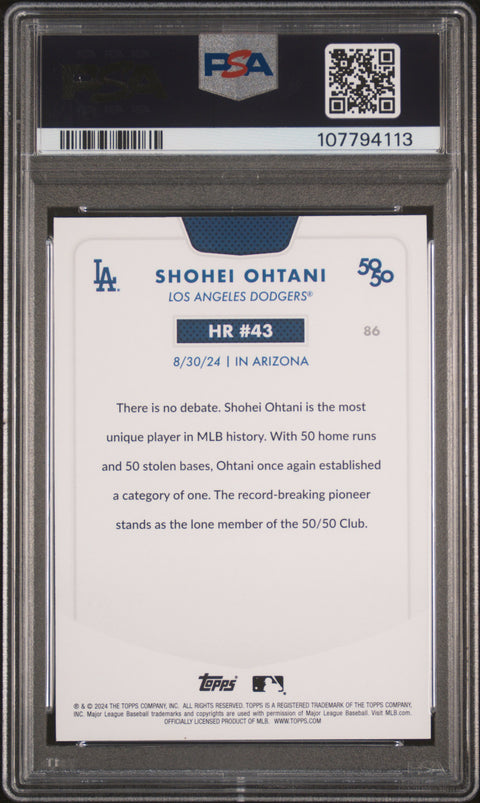 PSA
107794113
LA
SHOHEI OHTANI
50/50
LOS ANGELES DODGERS®
HR #43
86
8/30/24 | IN ARIZONA
There is no debate. Shohei Ohtani is the most
unique player in MLB history. With 50 home runs
and 50 stolen bases, Ohtani once again established
a category of one. The record-breaking pioneer
stands as the lone member of the 50/50 Club.
topps
® & © 2024 THE TOPPS COMPANY, INC. ALL RIGHTS RESERVED. TOPPS IS A REGISTERED TRADEMARK OF THE TOPPS COMPANY,
INC. Major League Baseball trademarks and copyrights are used with permission of Major League Baseball. Visit MLB.com.
OFFICIALLY LICENSED PRODUCT OF MLB. WWW.TOPPS.COM